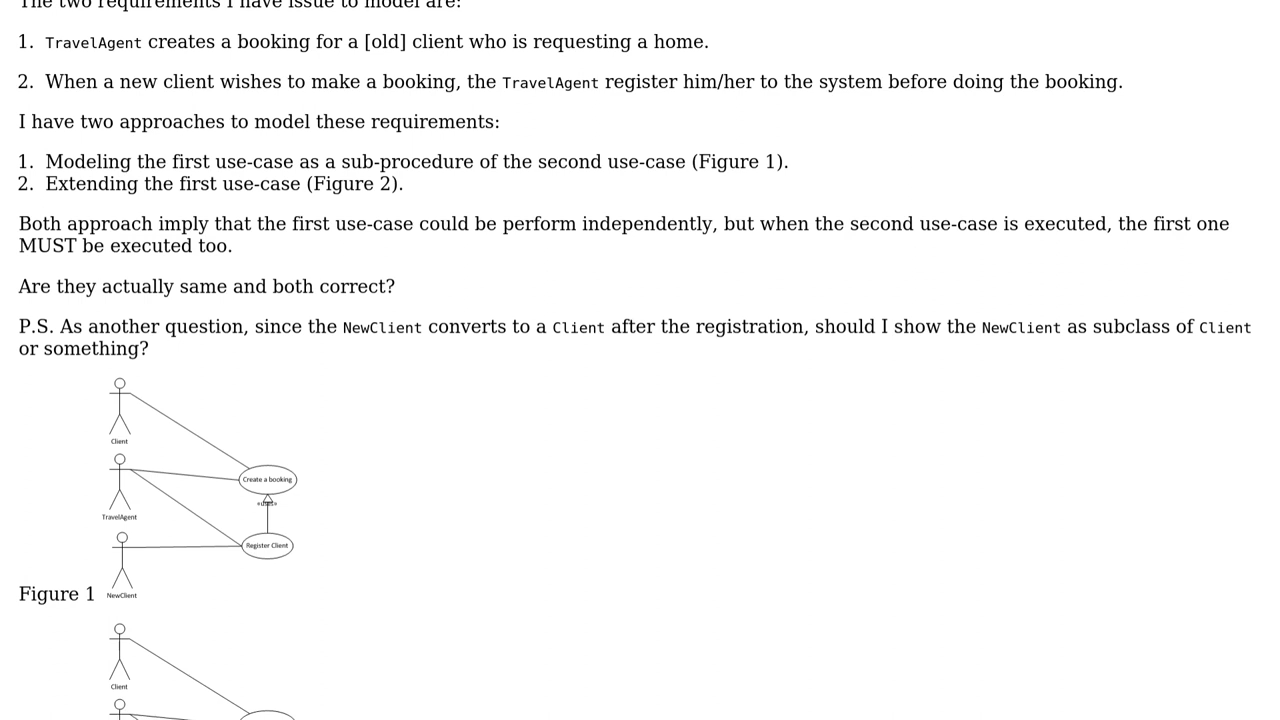 The two requirements I have issue to model are:
1. TravelAgent creates a booking for a [old] client who is requesting a home.
2. When a new client wishes to make a booking, the TravelAgent register him/her to the system before doing the booking.
I have two approaches to model these requirements:
1. Modeling the first use-case as a sub-procedure of the second use-case (Figure 1).
2. Extending the first use-case (Figure 2).
Both approach imply that the first use-case could be perform independently, but when the second use-case is executed, the first one
MUST be executed too.
Are they actually same and both correct?
P.S. As another question, since the NewClient converts to a Client after the registration, should I show the NewClient as subclass of Client
or something?
Client
Create a booking
«uses»
TravelAgent
Register Client
Figure 1 NewClient
Client